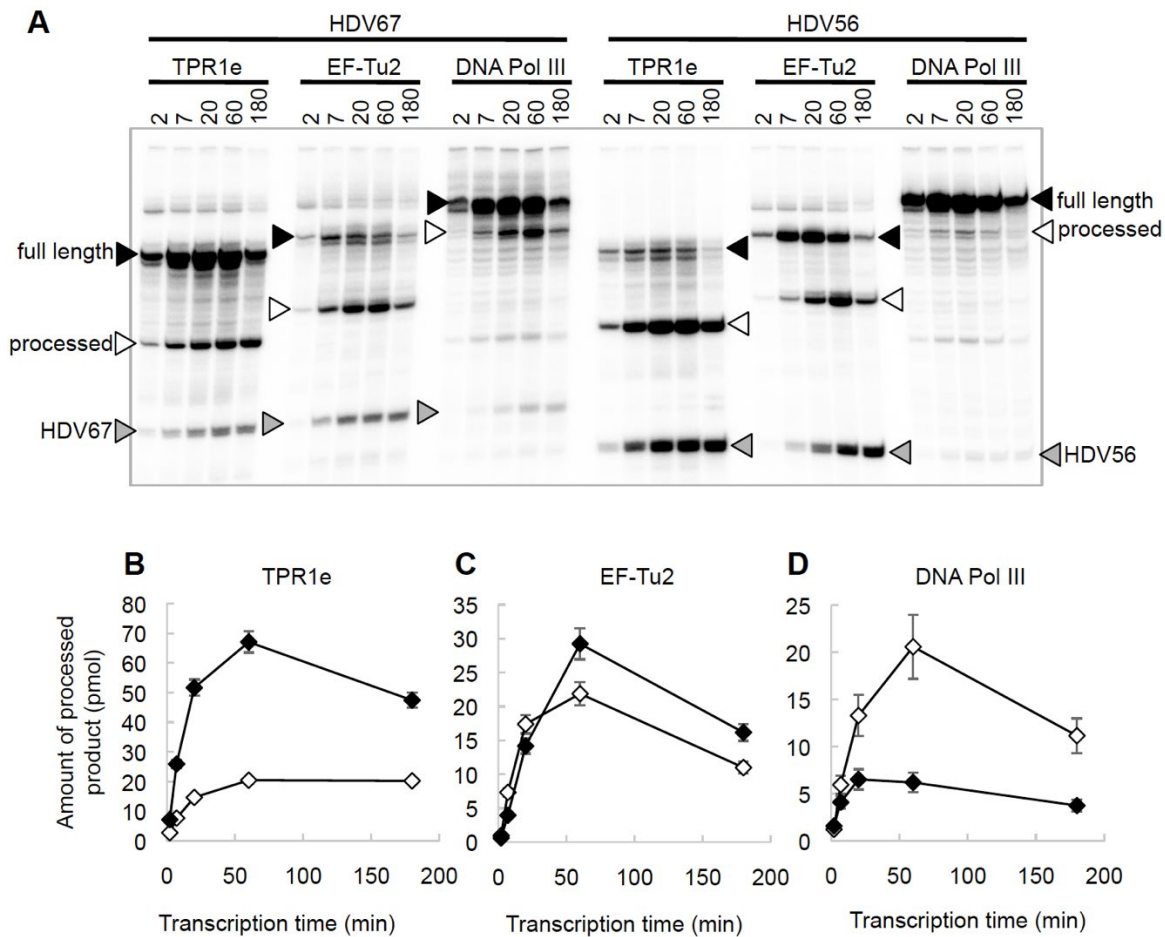 A
HDV67 HDV56
TPR1e EF-Tu2 DNA Pol III TPR1e EF-Tu2 DNA Pol III
2 7 20 60 180 2 7 20 60 180 2 7 20 60 180 2 7 20 60 180 2 7 20 60 180 2 7 20 60 180
full length
processed
full length
processed
HDV67
HDV56
B TPR1e
C EF-Tu2
D DNA Pol III
Amount of processed
product (pmol)
80
70
60
50
40
30
20
10
0
35
30
25
20
15
10
5
0
25
20
15
10
5
0
0 50 100 150 200
0 50 100 150 200
0 50 100 150 200
Transcription time (min) Transcription time (min) Transcription time (min)